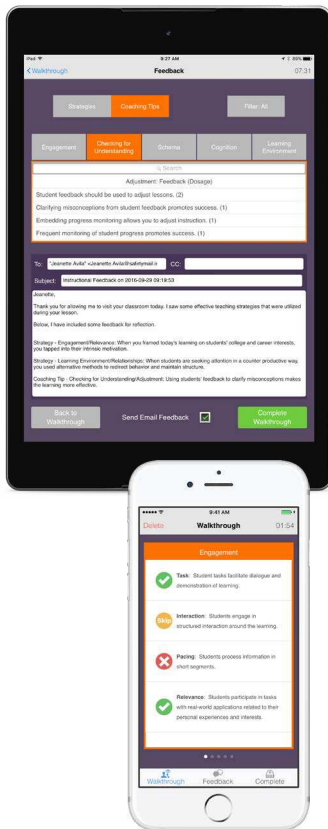 iPad
9:27 AM
89%
Walkthrough
Feedback
07:31
Strategies
Coaching Tips
Filter: All
Engagement
Checking for
Understanding
Schema
Cognition
Learning
Environment
Search
Adjustment: Feedback (Dosage)
Student feedback should be used to adjust lessons. (2)
Clarifying misconceptions from student feedback promotes success. (1)
Embedding progress monitoring allows you to adjust instruction. (1)
Frequent monitoring of student progress promotes success. (1)
To: "Jeanette Avila" <Jeanette.Avila@safetymail.i
CC:
Subject: Instructional Feedback on 2016-09-29 09:19:53
Jeanette,
Thank you for allowing me to visit your classroom today. I saw some effective teaching strategies that were utilized
during your lesson.
Below, I have included some feedback for reflection.
Strategy - Engagement/Relevance: When you framed today's learning on students' college and career interests,
you tapped into their intrinsic motivation.
Strategy - Learning Environment/Relationships: When students are seeking attention in a counter productive way,
you used alternative methods to redirect behavior and maintain structure.
Coaching Tip - Checking for Understanding/Adjustment: Using students' feedback to clarify misconceptions makes
the learning more effective.
Back to
Walkthrough
Send Email Feedback
Complete
Walkthrough
9:41 AM
Delete
Walkthrough
01:54
Engagement
Task: Student tasks facilitate dialogue and
demonstration of learning.
Skip
Interaction: Students engage in
structured interaction around the learning.
Pacing: Students process information in
short segments.
Relevance: Students participate in tasks
with real-world applications related to their
personal experiences and interests.
Walkthrough
Feedback
Complete